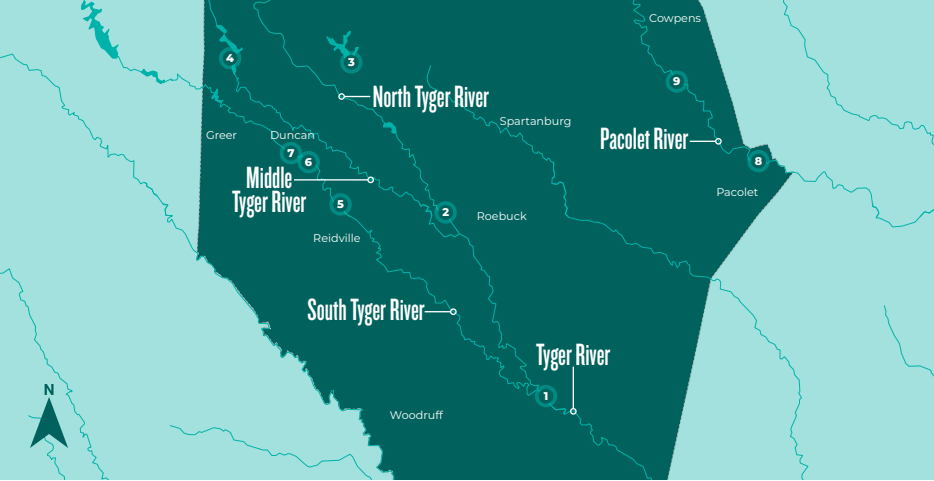 Cowpens
4
3
9
North Tyger River
Spartanburg
Greer
Duncan
Pacolet River
7
6
8
Middle
Tyger River
Pacolet
5
2
Roebuck
Reidville
South Tyger River
Tyger River
N
1
Woodruff